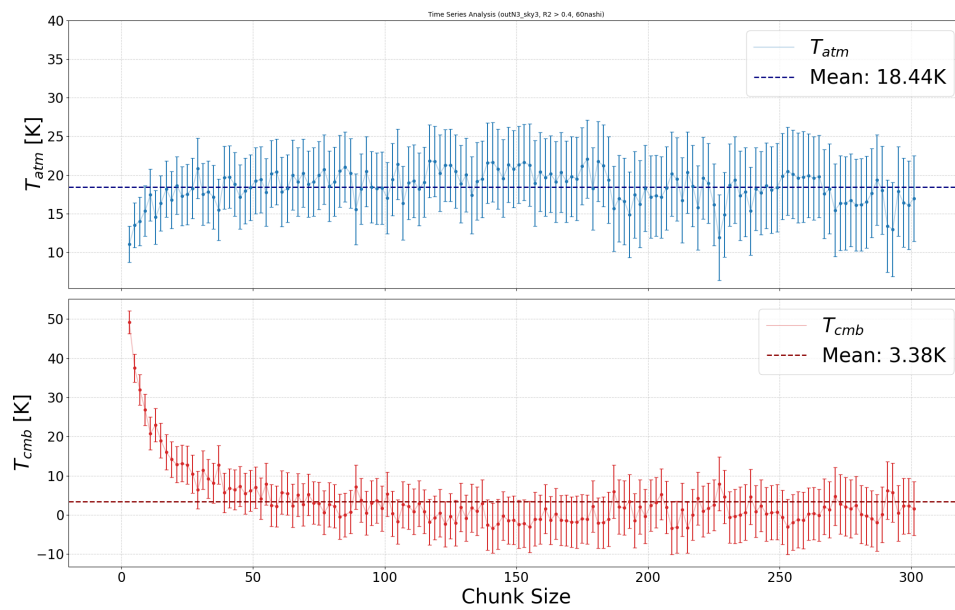 Time Series Analysis (outN3_sky3, R2 > 0.4, 60nashi)
T_atm [K]
40
35
30
25
20
15
10
T_atm
Mean: 18.44K
T_cmb [K]
50
40
30
20
10
0
−10
T_cmb
Mean: 3.38K
0 50 100 150 200 250 300
Chunk Size